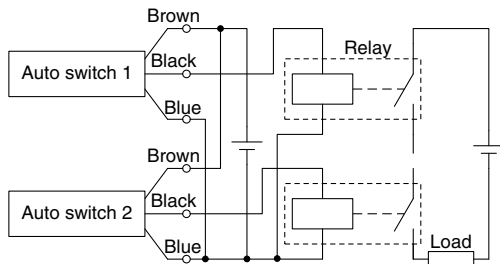 Brown
Auto switch 1
Black
Blue
Relay
Brown
Auto switch 2
Black
Blue
Load